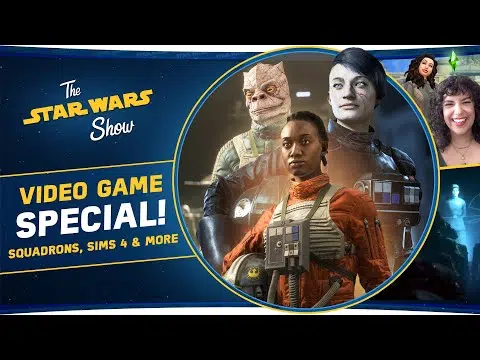 The
STAR WARS
Show
VIDEO GAME
SPECIAL!
SQUADRONS, SIMS 4 & MORE